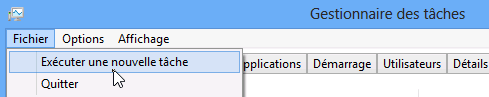 Gestionnaire des tâches
Fichier Options Affichage
Exécuter une nouvelle tâche
Démarrage Utilisateurs Détails
Quitter